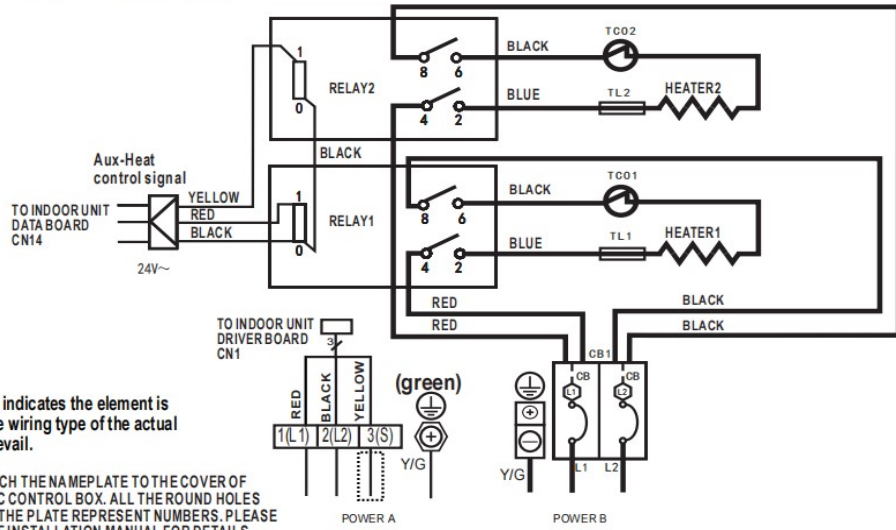 TCO2
BLACK
1
8 6
RELAY2
HEATER2
BLUE
TL2
0
4 2
BLACK
Aux-Heat
control signal
TCO1
BLACK
YELLOW
1
8 6
TO INDOOR UNIT
DATA BOARD
CN14
RED
RELAY1
HEATER1
BLACK
BLUE
TL1
0
4 2
24V~
RED
BLACK
RED
BLACK
TO INDOOR UNIT
DRIVER BOARD
CN1
3
CB1
(green)
CB CB
L1 L2
indicates the element is
e wiring type of the actual
evail.
RED
BLACK
YELLOW
1(L1) 2(L2) 3(S)
Y/G
Y/G
L1 L2
CH THE NAMEPLATE TO THE COVER OF
C CONTROL BOX. ALL THE ROUND HOLES
THE PLATE REPRESENT NUMBERS. PLEASE
INSTALLATION MANUAL FOR DETAILS
POWER A
POWER B